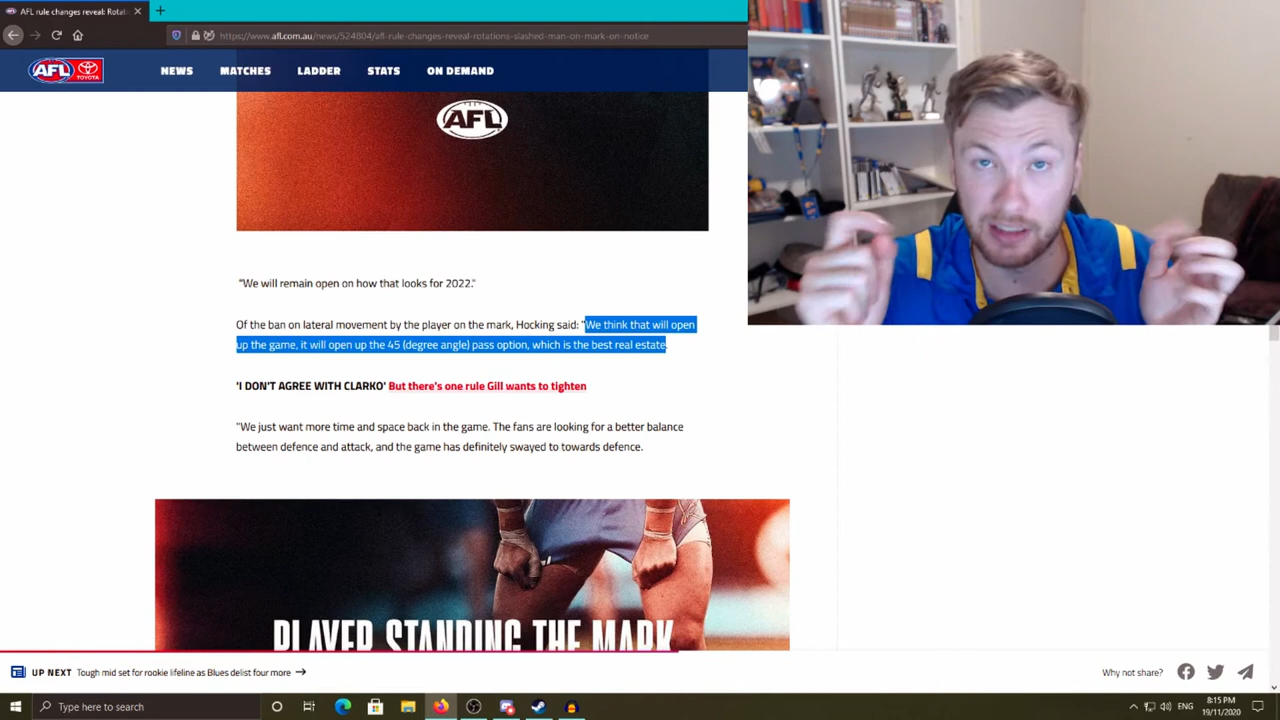 AFL rule changes reveal: Rotat
https://www.afl.com.au/news/524804/afl-rule-changes-reveal-rotations-slashed-man-on-mark-on-notice
AFL TOYOTA NEWS MATCHES LADDER STATS ON DEMAND
AFL
"We will remain open on how that looks for 2022."
Of the ban on lateral movement by the player on the mark, Hocking said: "We think that will open
up the game, it will open up the 45 (degree angle) pass option, which is the best real estate.
'I DON'T AGREE WITH CLARKO' But there's one rule Gill wants to tighten
"We just want more time and space back in the game. The fans are looking for a better balance
between defence and attack, and the game has definitely swayed to towards defence.
PLAYER STANDING THE MARK
UP NEXT Tough mid set for rookie lifeline as Blues delist four more → Why not share?
Type here to search
ENG
8:15 PM
19/11/2020